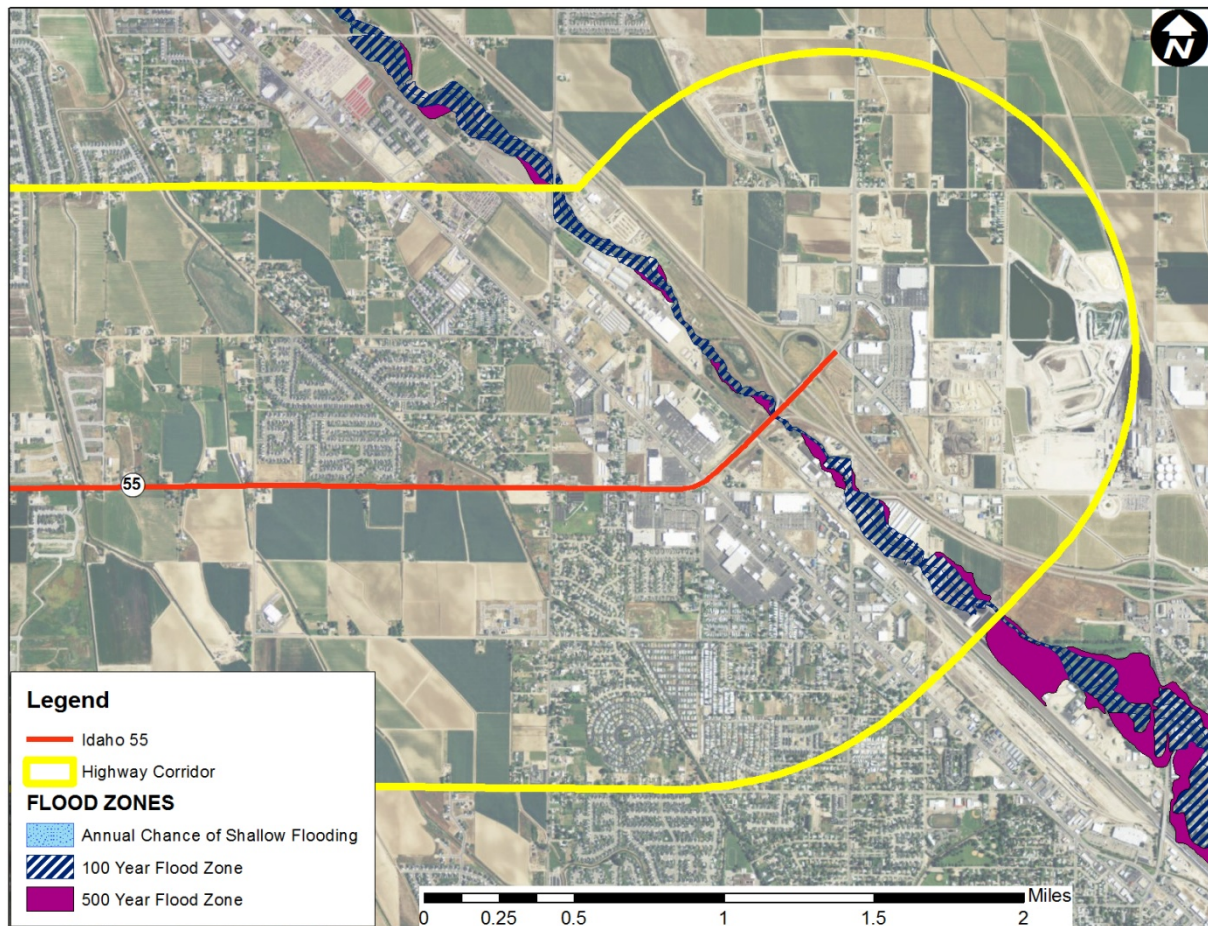 N
55
Legend
Idaho 55
Highway Corridor
FLOOD ZONES
Annual Chance of Shallow Flooding
100 Year Flood Zone
500 Year Flood Zone
Miles
0 0.25 0.5 1 1.5 2